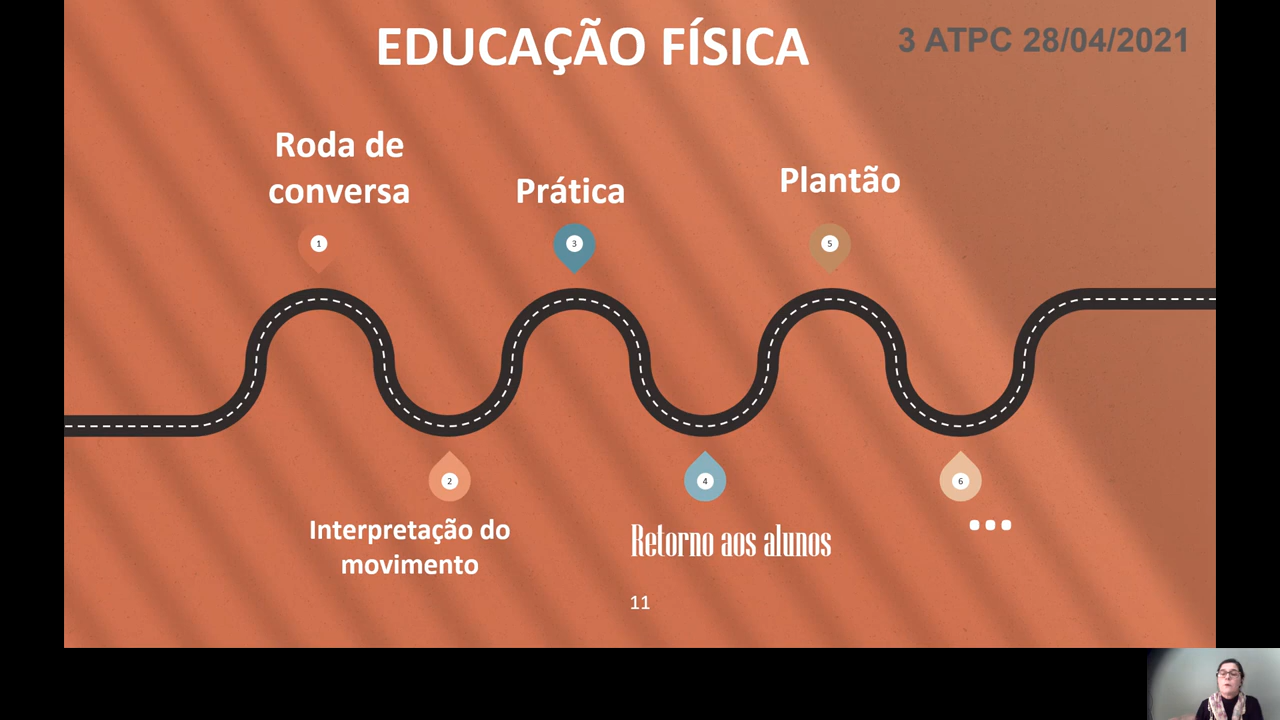 EDUCAÇÃO FÍSICA
3 ATPC 28/04/2021
Roda de
conversa
Prática
Plantão
1
3
5
2
4
6
Interpretação do
movimento
Retorno aos alunos
...
11